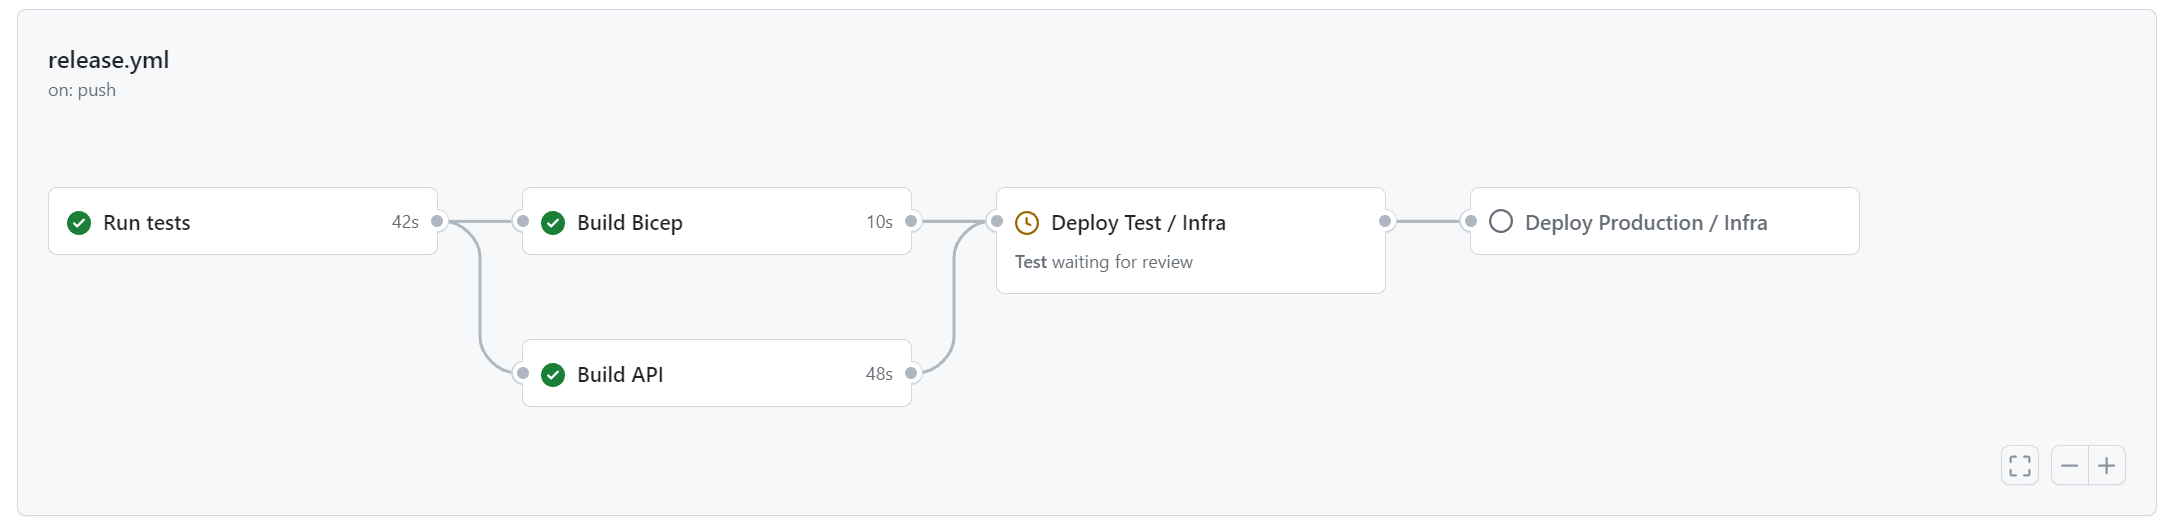 release.yml
on: push
Run tests 42s
Build Bicep 10s
Deploy Test / Infra
Test waiting for review
Deploy Production / Infra
Build API 48s